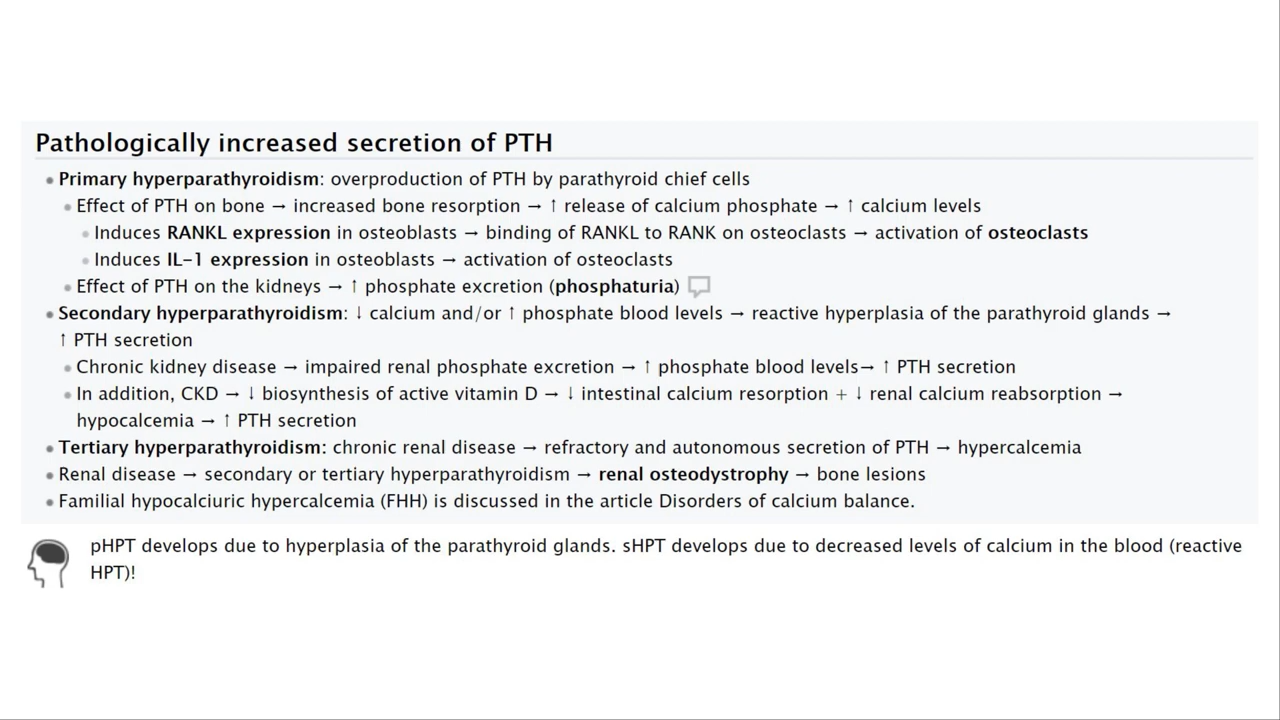 Pathologically increased secretion of PTH
• Primary hyperparathyroidism: overproduction of PTH by parathyroid chief cells
• Effect of PTH on bone → increased bone resorption → ↑ release of calcium phosphate → ↑ calcium levels
• Induces RANKL expression in osteoblasts → binding of RANKL to RANK on osteoclasts → activation of osteoclasts
• Induces IL-1 expression in osteoblasts → activation of osteoclasts
• Effect of PTH on the kidneys → ↑ phosphate excretion (phosphaturia)
• Secondary hyperparathyroidism: ↓ calcium and/or ↑ phosphate blood levels → reactive hyperplasia of the parathyroid glands →
↑ PTH secretion
• Chronic kidney disease → impaired renal phosphate excretion → ↑ phosphate blood levels→ ↑ PTH secretion
• In addition, CKD → ↓ biosynthesis of active vitamin D → ↓ intestinal calcium resorption + ↓ renal calcium reabsorption →
hypocalcemia → ↑ PTH secretion
• Tertiary hyperparathyroidism: chronic renal disease → refractory and autonomous secretion of PTH → hypercalcemia
• Renal disease → secondary or tertiary hyperparathyroidism → renal osteodystrophy → bone lesions
• Familial hypocalciuric hypercalcemia (FHH) is discussed in the article Disorders of calcium balance.
pHPT develops due to hyperplasia of the parathyroid glands. sHPT develops due to decreased levels of calcium in the blood (reactive
HPT)!